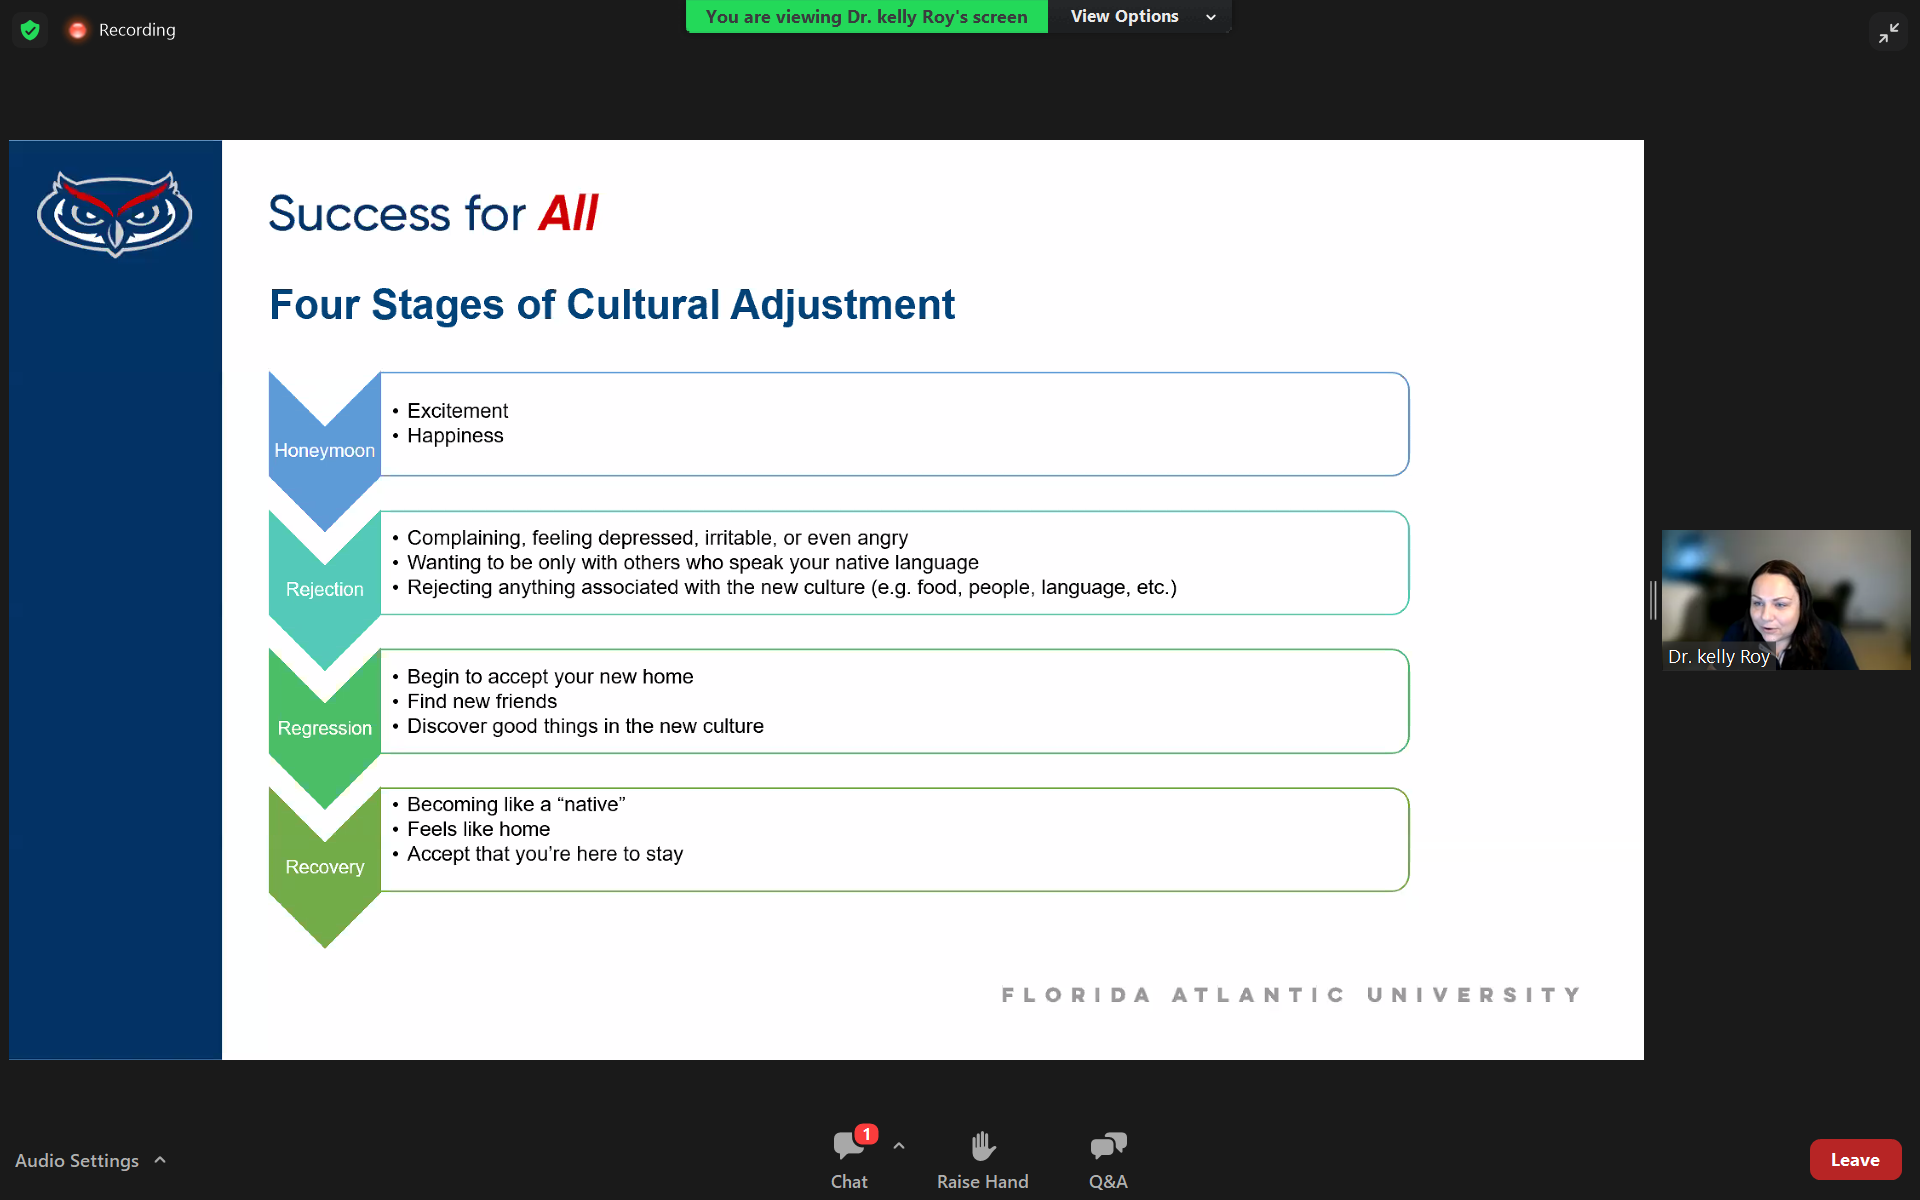 Recording
You are viewing Dr. kelly Roy's screen
View Options
Success for All
Four Stages of Cultural Adjustment
Honeymoon
• Excitement
• Happiness
Rejection
• Complaining, feeling depressed, irritable, or even angry
• Wanting to be only with others who speak your native language
• Rejecting anything associated with the new culture (e.g. food, people, language, etc.)
Regression
• Begin to accept your new home
• Find new friends
• Discover good things in the new culture
Recovery
• Becoming like a “native”
• Feels like home
• Accept that you’re here to stay
FLORIDA ATLANTIC UNIVERSITY
Dr. kelly Roy
Audio Settings
1
Chat
Raise Hand
Q&A
Leave